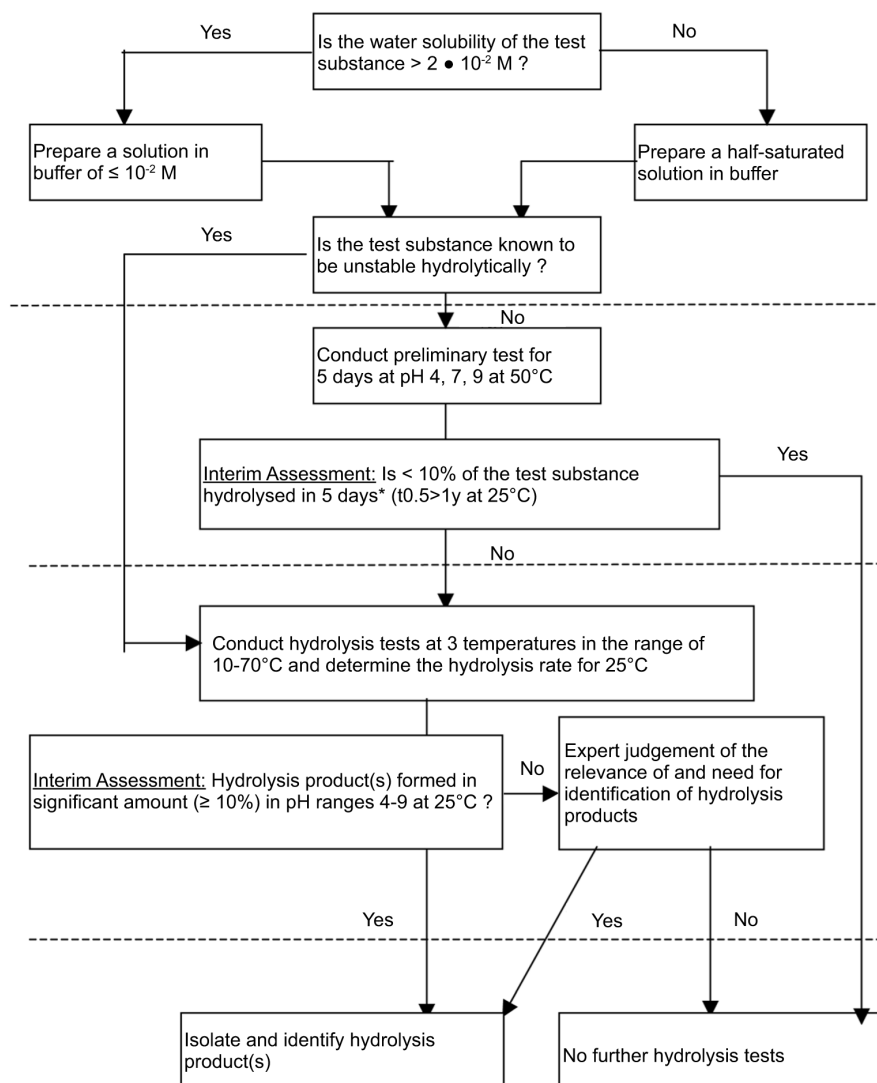 Yes
Is the water solubility of the test
substance > 2 ● 10⁻² M ?
No
Prepare a solution in
buffer of ≤ 10⁻² M
Prepare a half-saturated
solution in buffer
Yes
Is the test substance known to
be unstable hydrolytically ?
No
Conduct preliminary test for
5 days at pH 4, 7, 9 at 50°C
Interim Assessment: Is < 10% of the test substance
hydrolysed in 5 days* (t0.5>1y at 25°C)
Yes
No
Conduct hydrolysis tests at 3 temperatures in the range of
10-70°C and determine the hydrolysis rate for 25°C
Interim Assessment: Hydrolysis product(s) formed in
significant amount (≥ 10%) in pH ranges 4-9 at 25°C ?
No
Expert judgement of the
relevance of and need for
identification of hydrolysis
products
Yes
Yes
No
Isolate and identify hydrolysis
product(s)
No further hydrolysis tests